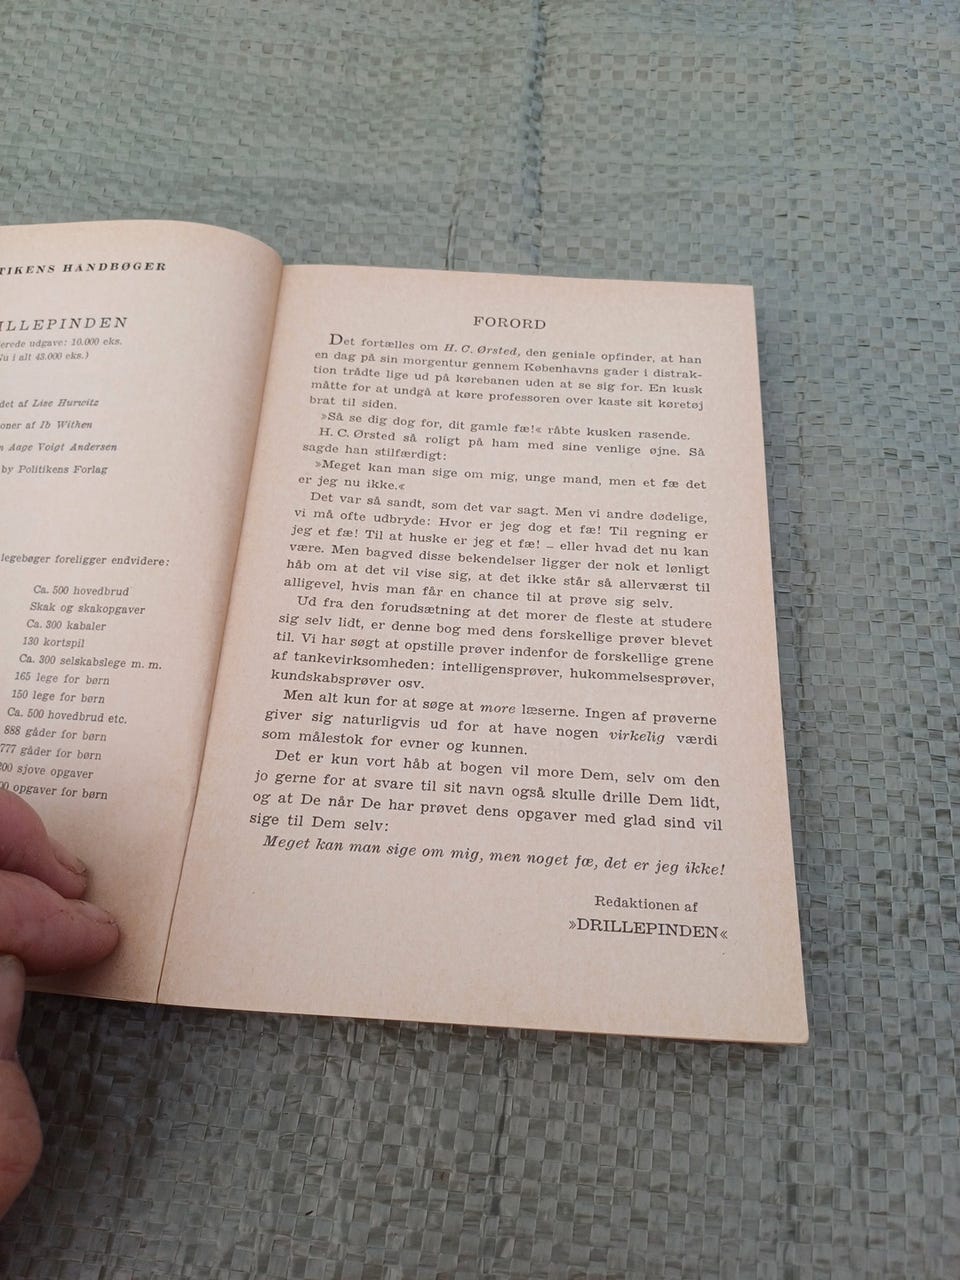 TIKENS HANDBØGER
ILLEPINDEN
erede udgave: 10.000 eks.
Nu i alt 43.000 eks.)
det af Lise Hurwitz
oner af Ib Withen
n Aage Voigt Andersen
by Politikens Forlag
legebøger foreligger endvidere:
Ca. 500 hovedbrud
Skak og skakopgaver
Ca. 300 kabaler
130 kortspil
Ca. 300 selskabslege m. m.
165 lege for børn
150 lege for børn
Ca. 500 hovedbrud etc.
888 gåder for børn
777 gåder for børn
00 sjove opgaver
00 opgaver for børn
FORORD
Det fortælles om H. C. Ørsted, den geniale opfinder, at han
en dag på sin morgentur gennem Københavns gader i distrak-
tion trådte lige ud på kørebanen uden at se sig for. En kusk
måtte for at undgå at køre professoren over kaste sit køretøj
brat til siden.
»Så se dig dog for, dit gamle fæ!« råbte kusken rasende.
H. C. Ørsted så roligt på ham med sine venlige øjne. Så
sagde han stilfærdigt:
»Meget kan man sige om mig, unge mand, men et fæ det
er jeg nu ikke.«
Det var så sandt, som det var sagt. Men vi andre dødelige,
vi må ofte udbryde: Hvor er jeg dog et fæ! Til regning er
jeg et fæ! Til at huske er jeg et fæ! – eller hvad det nu kan
være. Men bagved disse bekendelser ligger der nok et lønligt
håb om at det vil vise sig, at det ikke står så allerværst til
alligevel, hvis man får en chance til at prøve sig selv.
Ud fra den forudsætning at det morer de fleste at studere
sig selv lidt, er denne bog med dens forskellige prøver blevet
til. Vi har søgt at opstille prøver indenfor de forskellige grene
af tankevirksomheden: intelligensprøver, hukommelsesprøver,
kundskabsprøver osv.
Men alt kun for at søge at more læserne. Ingen af prøverne
giver sig naturligvis ud for at have nogen virkelig værdi
som målestok for evner og kunnen.
Det er kun vort håb at bogen vil more Dem, selv om den
jo gerne for at svare til sit navn også skulle drille Dem lidt,
og at De når De har prøvet dens opgaver med glad sind vil
sige til Dem selv:
Meget kan man sige om mig, men noget fæ, det er jeg ikke!
Redaktionen af
»DRILLEPINDEN«